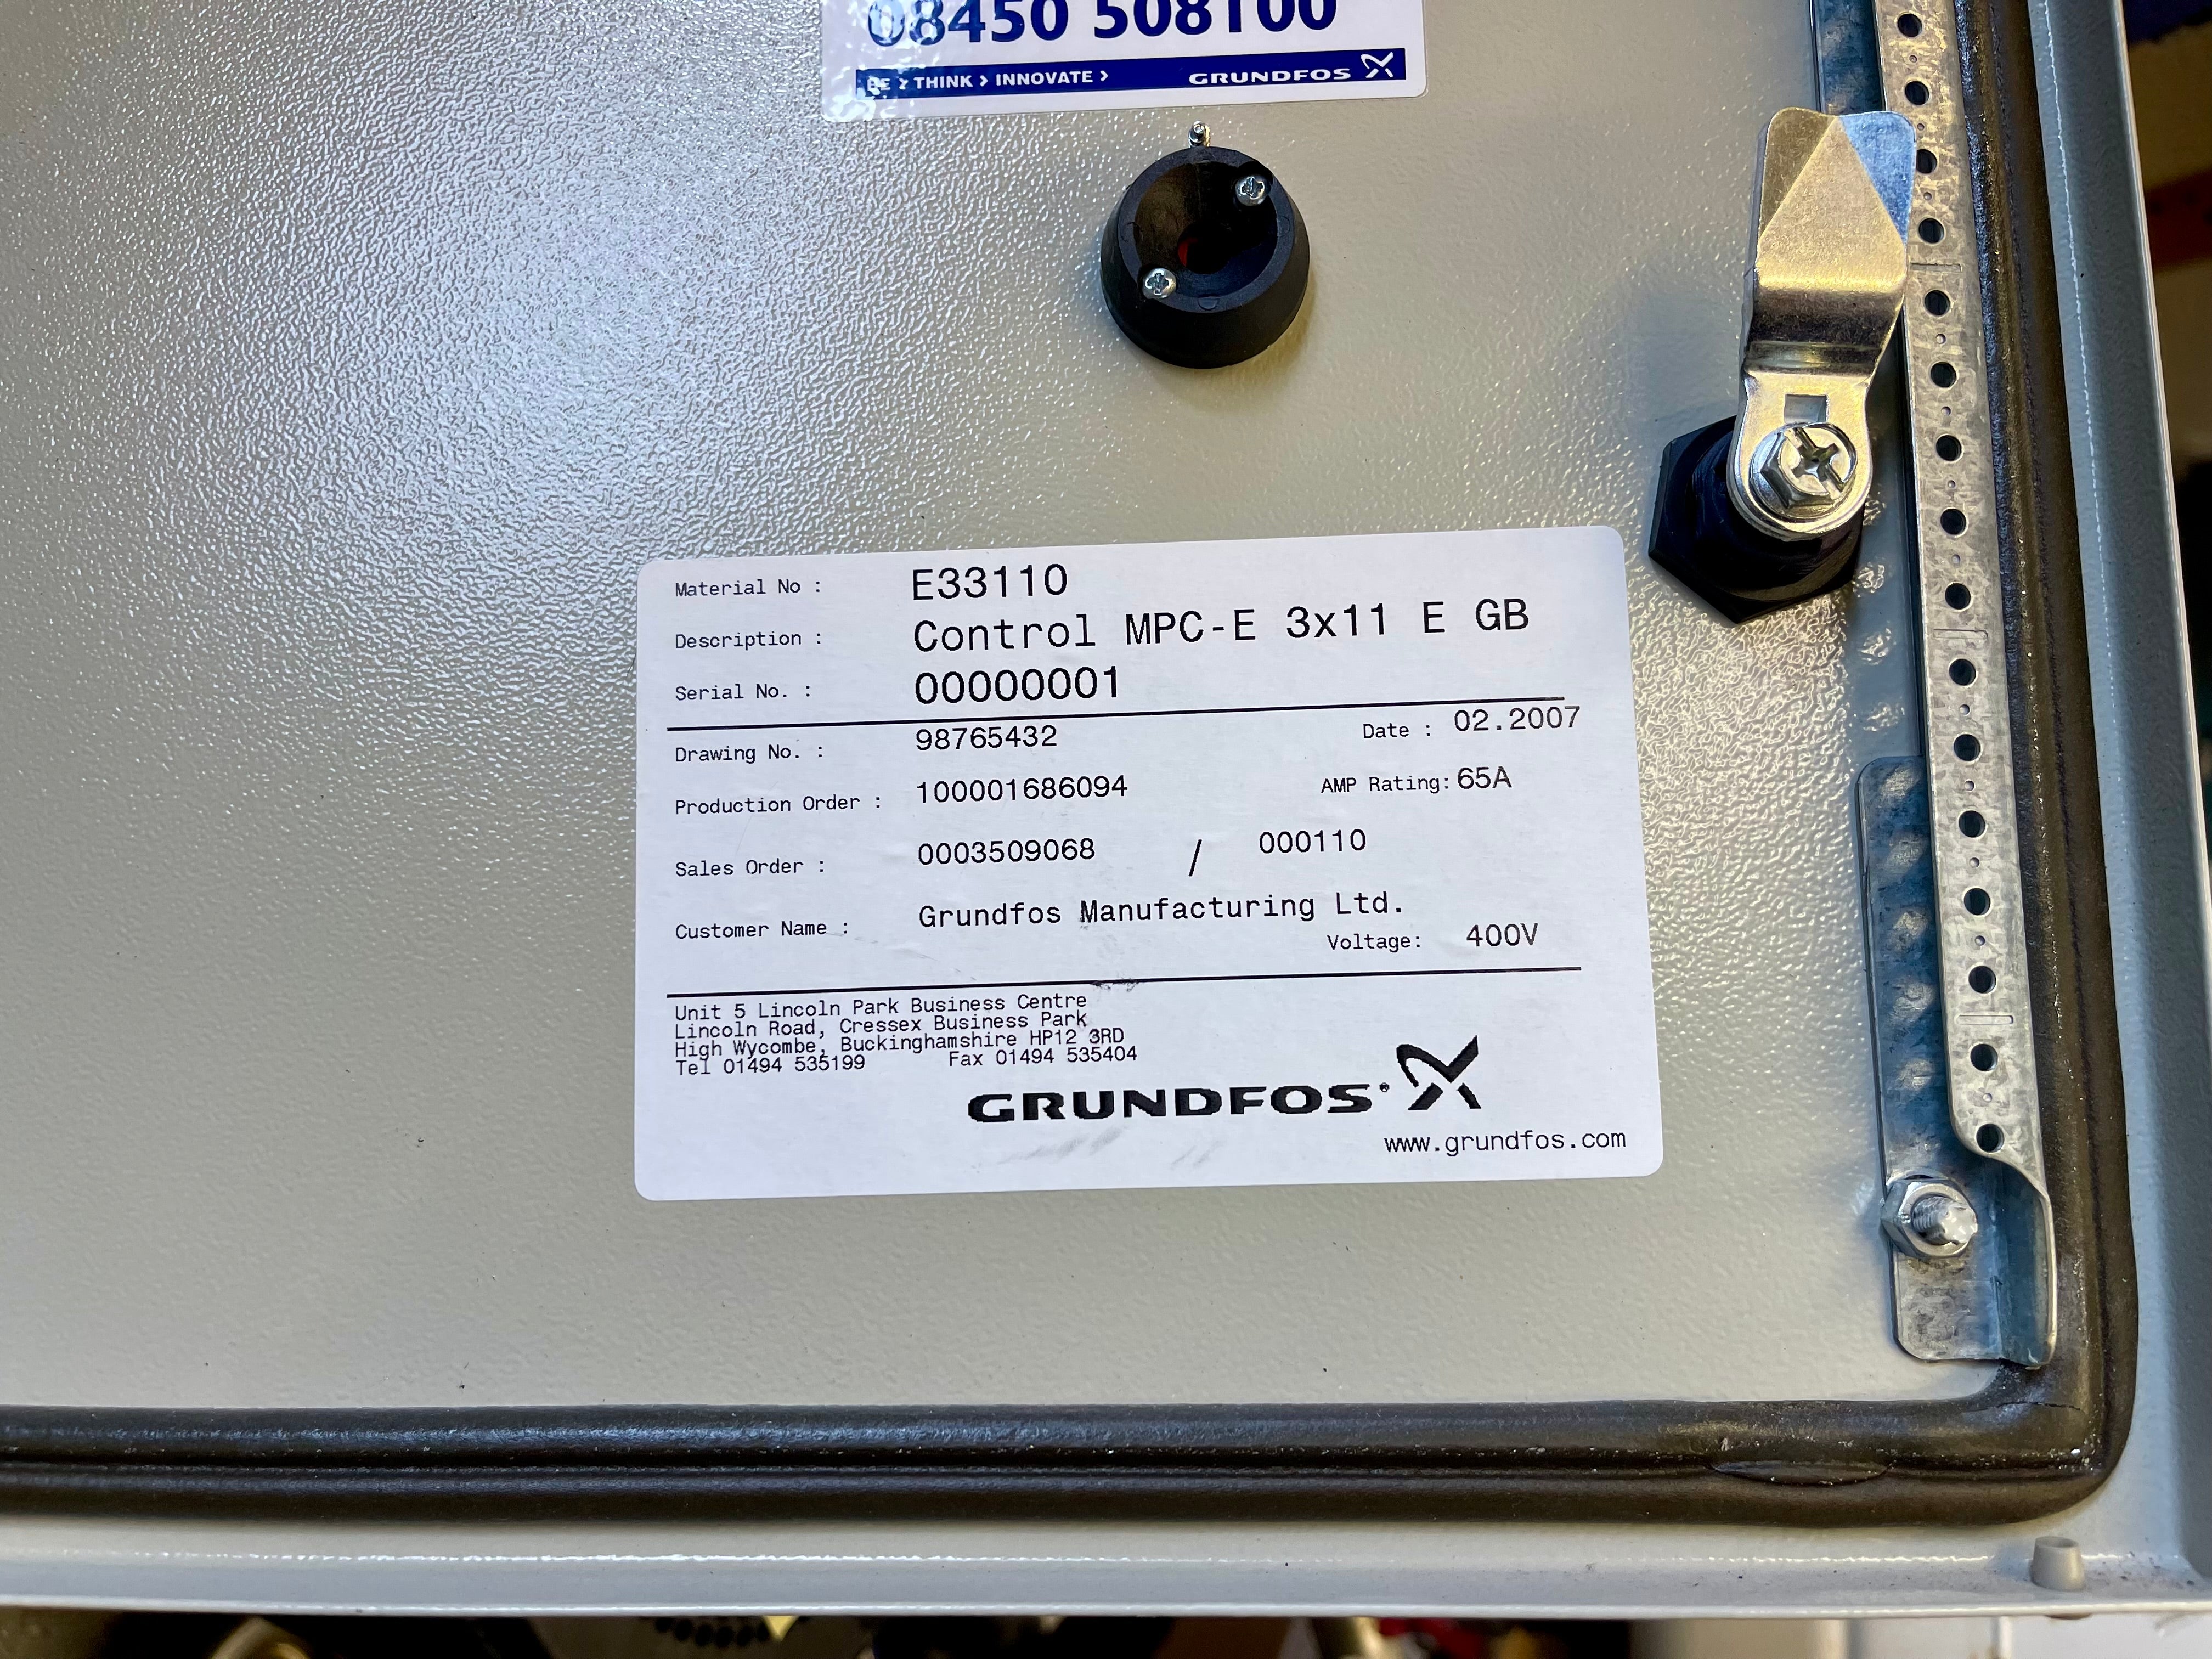 08450 508100
BE > THINK > INNOVATE > GRUNDFOS
Material No : E33110
Description : Control MPC-E 3x11 E GB
Serial No. : 00000001
Drawing No. : 98765432 Date : 02.2007
Production Order : 100001686094 AMP Rating: 65A
Sales Order : 0003509068 / 000110
Customer Name : Grundfos Manufacturing Ltd.
Voltage: 400V
Unit 5 Lincoln Park Business Centre
Lincoln Road, Cressex Business Park
High Wycombe, Buckinghamshire HP12 3RD
Tel 01494 535199 Fax 01494 535404
GRUNDFOS
www.grundfos.com